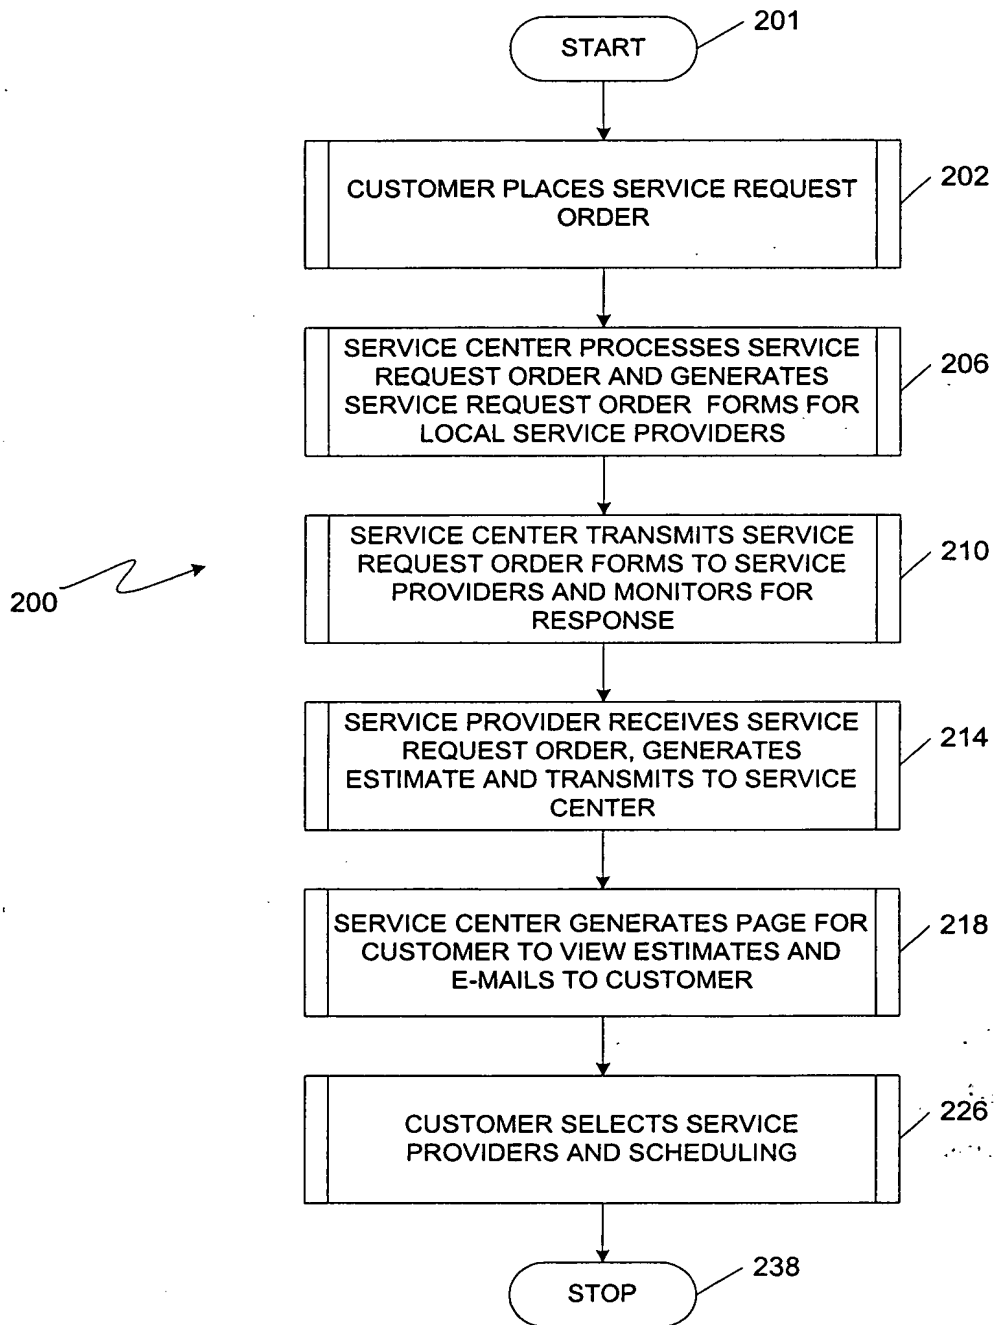 START
201
CUSTOMER PLACES SERVICE REQUEST
ORDER
202
SERVICE CENTER PROCESSES SERVICE
REQUEST ORDER AND GENERATES
SERVICE REQUEST ORDER FORMS FOR
LOCAL SERVICE PROVIDERS
206
SERVICE CENTER TRANSMITS SERVICE
REQUEST ORDER FORMS TO SERVICE
PROVIDERS AND MONITORS FOR
RESPONSE
210
200
SERVICE PROVIDER RECEIVES SERVICE
REQUEST ORDER, GENERATES
ESTIMATE AND TRANSMITS TO SERVICE
CENTER
214
SERVICE CENTER GENERATES PAGE FOR
CUSTOMER TO VIEW ESTIMATES AND
E-MAILS TO CUSTOMER
218
CUSTOMER SELECTS SERVICE
PROVIDERS AND SCHEDULING
226
STOP
238